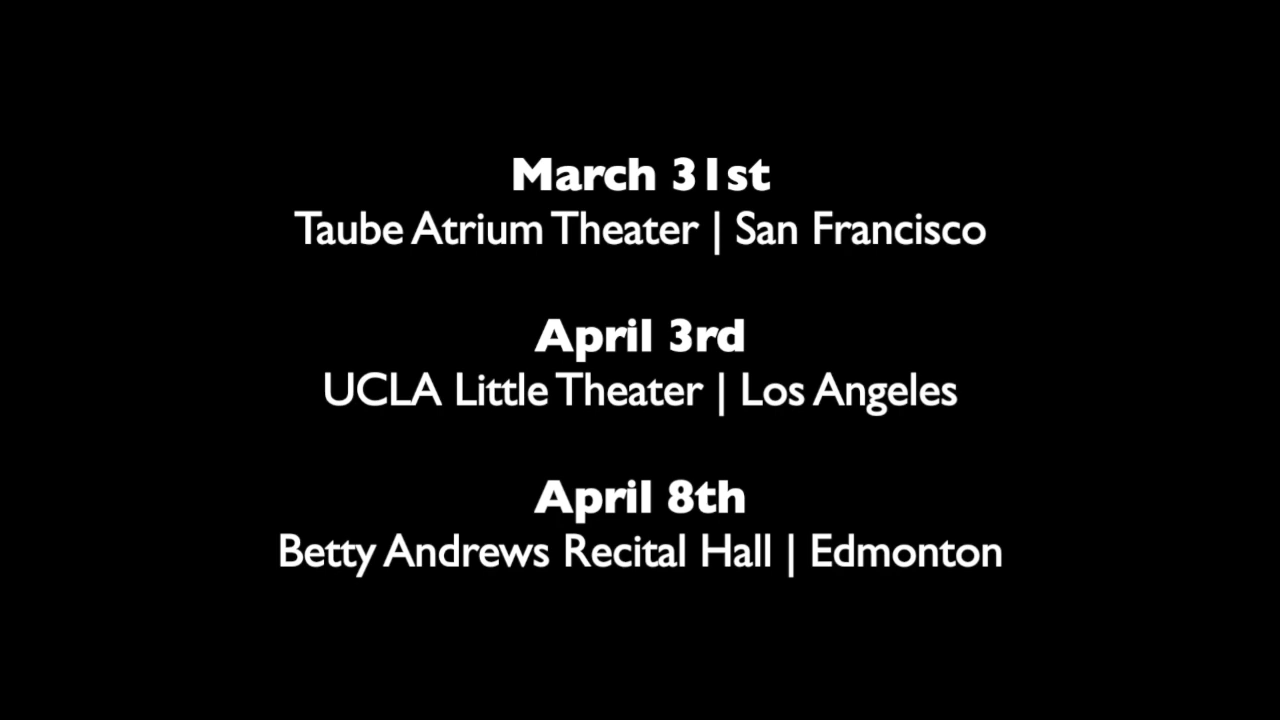 March 31st
Taube Atrium Theater | San Francisco
April 3rd
UCLA Little Theater | Los Angeles
April 8th
Betty Andrews Recital Hall | Edmonton